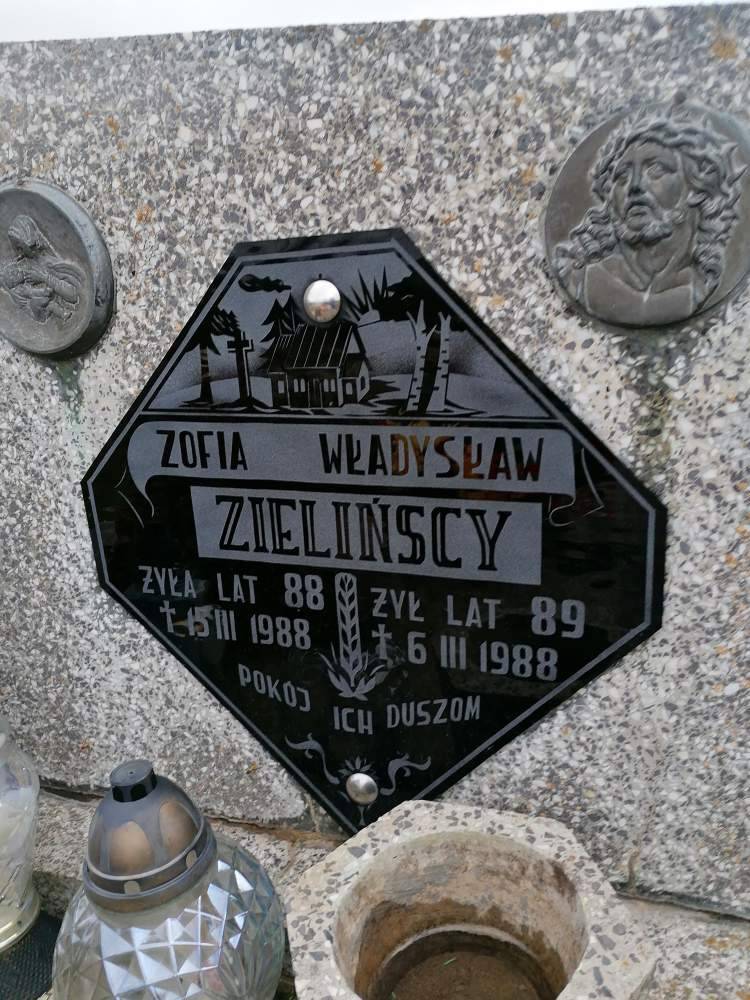 ZOFIA WŁADYSŁAW
ZIELIŃSCY
ŻYŁA LAT 88
† 15 III 1988
ŻYŁ LAT 89
† 6 III 1988
POKÓJ ICH DUSZOM